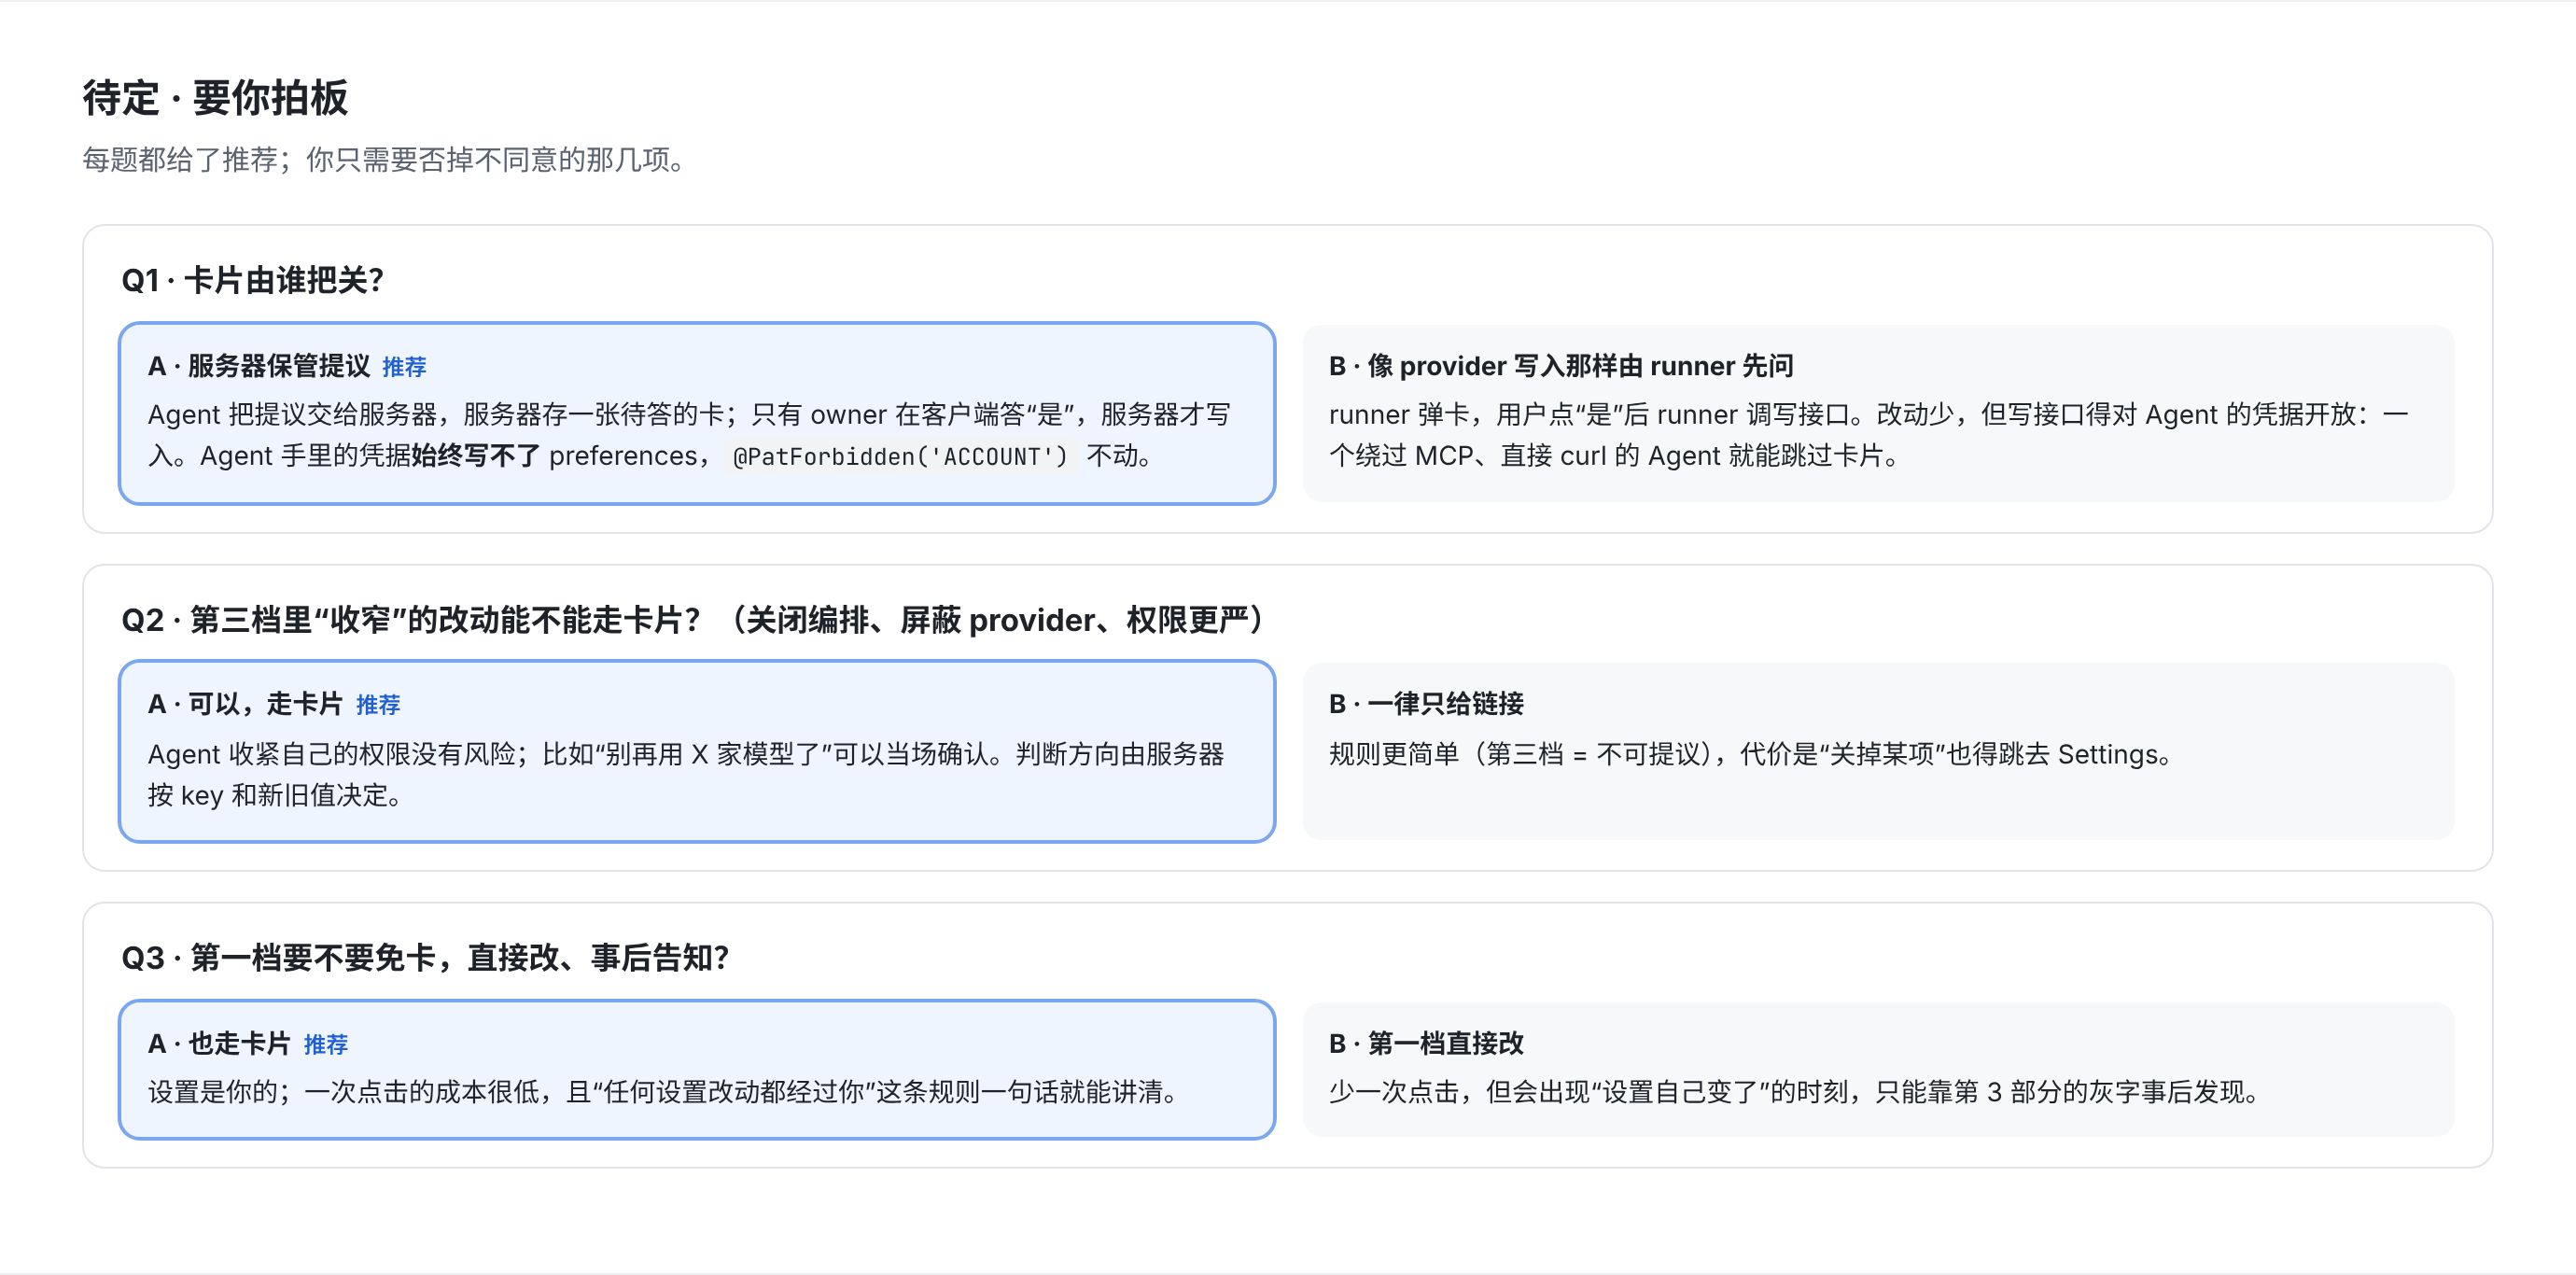 待定 · 要你拍板
每题都给了推荐；你只需要否掉不同意的那几项。
Q1 · 卡片由谁把关？
A · 服务器保管提议 推荐
Agent 把提议交给服务器，服务器存一张待答的卡；只有 owner 在客户端答“是”，服务器才写
入。Agent 手里的凭据始终写不了 preferences， @PatForbidden('ACCOUNT') 不动。
B · 像 provider 写入那样由 runner 先问
runner 弹卡，用户点“是”后 runner 调写接口。改动少，但写接口得对 Agent 的凭据开放：一
个绕过 MCP、直接 curl 的 Agent 就能跳过卡片。
Q2 · 第三档里“收窄”的改动能不能走卡片？（关闭编排、屏蔽 provider、权限更严）
A · 可以，走卡片 推荐
Agent 收紧自己的权限没有风险；比如“别再用 X 家模型了”可以当场确认。判断方向由服务器
按 key 和新旧值决定。
B · 一律只给链接
规则更简单（第三档 = 不可提议），代价是“关掉某项”也得跳去 Settings。
Q3 · 第一档要不要免卡，直接改、事后告知？
A · 也走卡片 推荐
设置是你的；一次点击的成本很低，且“任何设置改动都经过你”这条规则一句话就能讲清。
B · 第一档直接改
少一次点击，但会出现“设置自己变了”的时刻，只能靠第 3 部分的灰字事后发现。